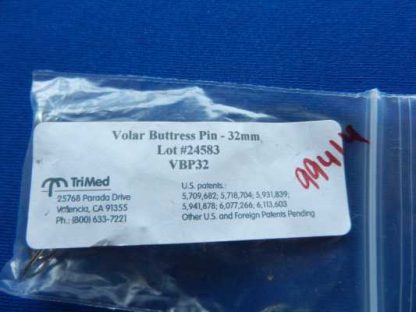 Volar Buttress Pin - 32mm
Lot #24583
VBP32
TriMed
25768 Parada Drive
Valencia, CA 91355
Ph.: (800) 633-7221
U.S. patents:
5,709,682; 5,718,704; 5,931,839;
5,941,878; 6,077,266; 6,113,603
Other U.S. and Foreign Patents Pending